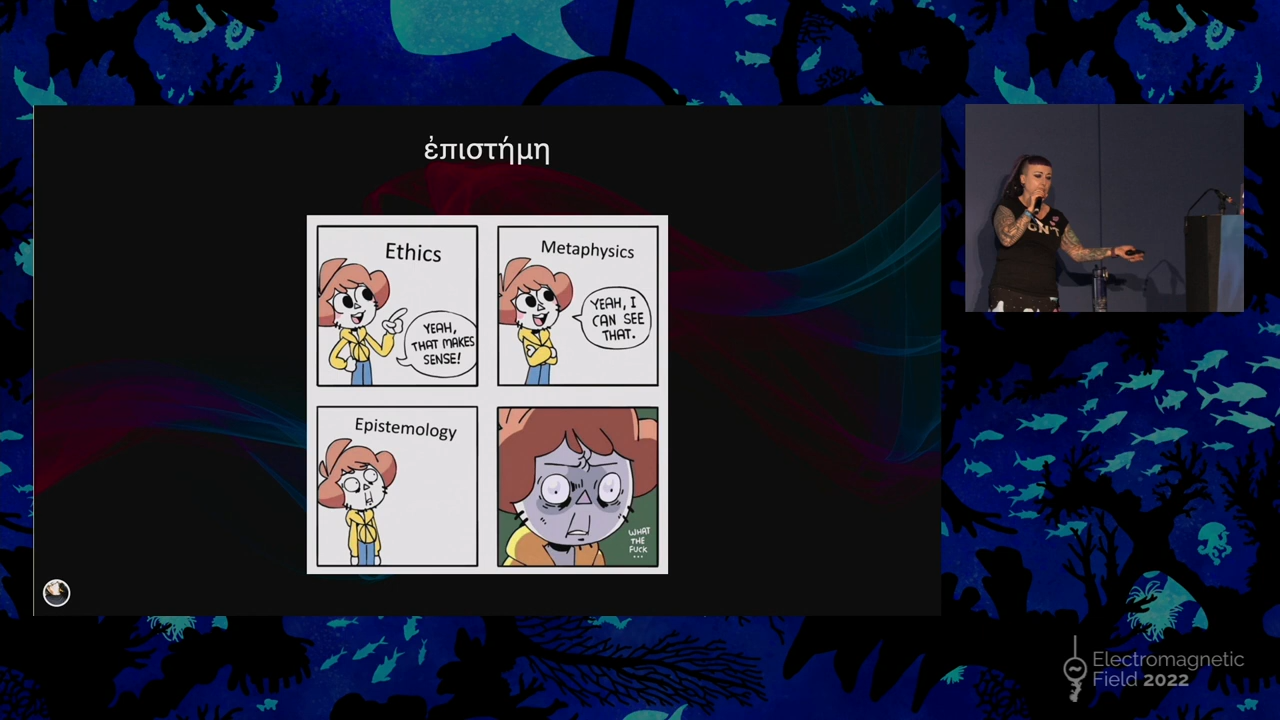 ἐπιστήμη
Ethics
YEAH,
THAT MAKES
SENSE!
Metaphysics
YEAH, I
CAN SEE
THAT.
Epistemology
WHAT
THE
FUCK
...
Electromagnetic
Field 2022